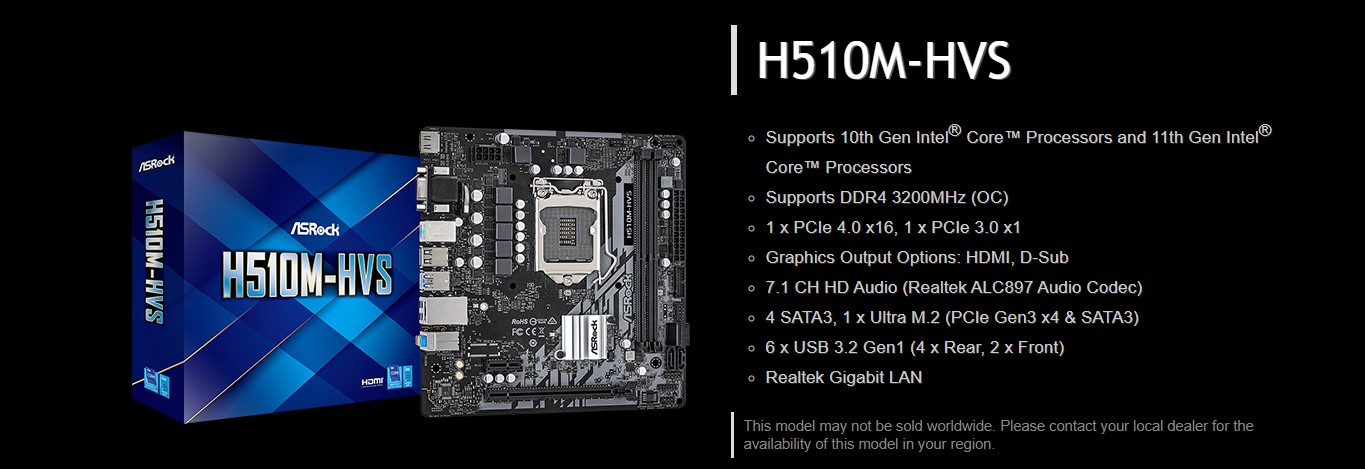 H510M-HVS
Supports 10th Gen Intel® Core™ Processors and 11th Gen Intel®
Core™ Processors
Supports DDR4 3200MHz (OC)
1 x PCIe 4.0 x16, 1 x PCIe 3.0 x1
Graphics Output Options: HDMI, D-Sub
7.1 CH HD Audio (Realtek ALC897 Audio Codec)
4 SATA3, 1 x Ultra M.2 (PCIe Gen3 x4 & SATA3)
6 x USB 3.2 Gen1 (4 x Rear, 2 x Front)
Realtek Gigabit LAN
This model may not be sold worldwide. Please contact your local dealer for the
availability of this model in your region.
ASRock
H510M-HVS
ASRock
H510M-HVS
HDMI
H510M-HVS
ASRock
RoHS
ASRock